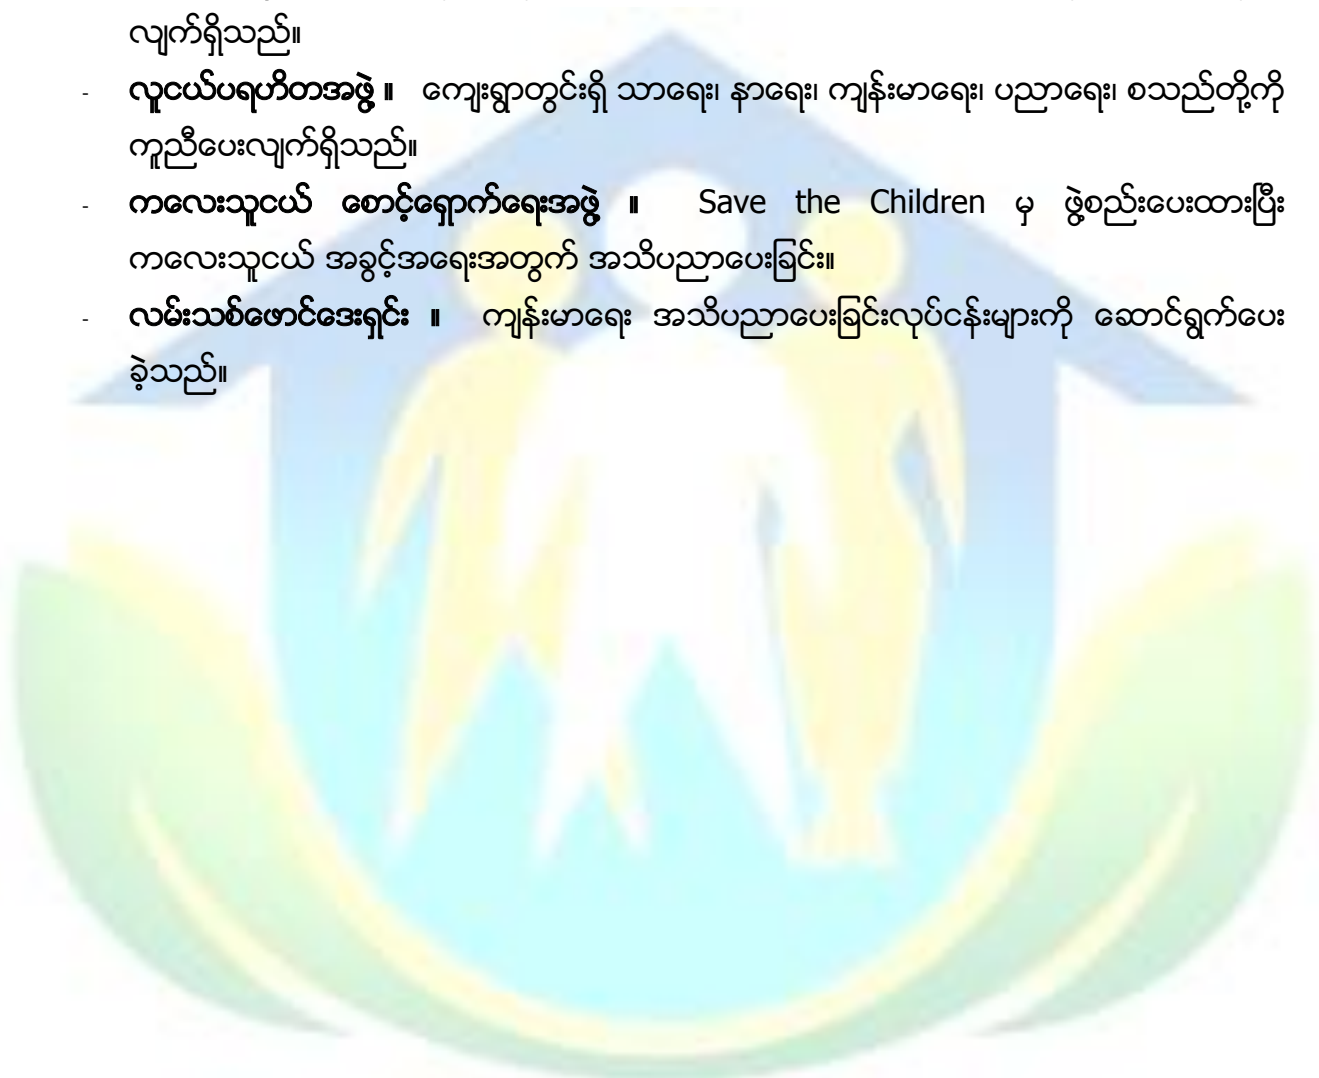 လျက်ရှိသည်။
- လူငယ်ပရဟိတအဖွဲ့ ။ ကျေးရွာတွင်းရှိ သာရေး၊ နာရေး၊ ကျန်းမာရေး၊ ပညာရေး၊ စသည်တို့ကို
ကူညီပေးလျက်ရှိသည်။
- ကလေးသူငယ် စောင့်ရှောက်ရေးအဖွဲ့ ။ Save the Children မှ ဖွဲ့စည်းပေးထားပြီး
ကလေးသူငယ် အခွင့်အရေးအတွက် အသိပညာပေးခြင်း။
- လမ်းသစ်ဖောင်ဒေးရှင်း ။ ကျန်းမာရေး အသိပညာပေးခြင်းလုပ်ငန်းများကို ဆောင်ရွက်ပေး
ခဲ့သည်။